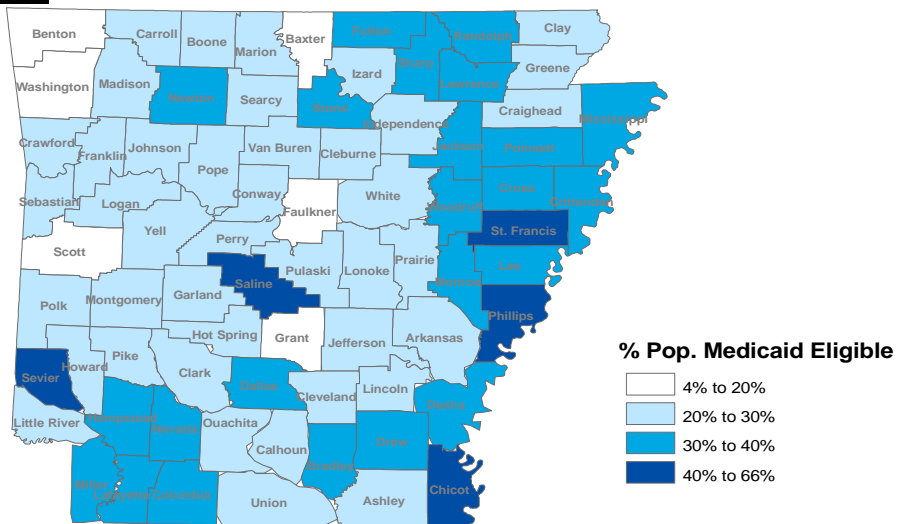 Benton
Carroll
Boone
Marion
Baxter
Fulton
Randolph
Clay
Washington
Madison
Newton
Searcy
Stone
Izard
Sharp
Lawrence
Greene
Craighead
Mississippi
Crawford
Franklin
Johnson
Pope
Van Buren
Cleburne
Independence
Jackson
Poinsett
Sebastian
Logan
Conway
Faulkner
White
Woodruff
Cross
Crittenden
Scott
Yell
Perry
Saline
Pulaski
Lonoke
Prairie
Monroe
St. Francis
Lee
Polk
Montgomery
Garland
Hot Spring
Grant
Jefferson
Arkansas
Phillips
Sevier
Howard
Pike
Clark
Dallas
Cleveland
Lincoln
Desha
Little River
Hempstead
Nevada
Ouachita
Calhoun
Bradley
Drew
Chicot
Miller
Lafayette
Columbia
Union
Ashley
% Pop. Medicaid Eligible
4% to 20%
20% to 30%
30% to 40%
40% to 66%